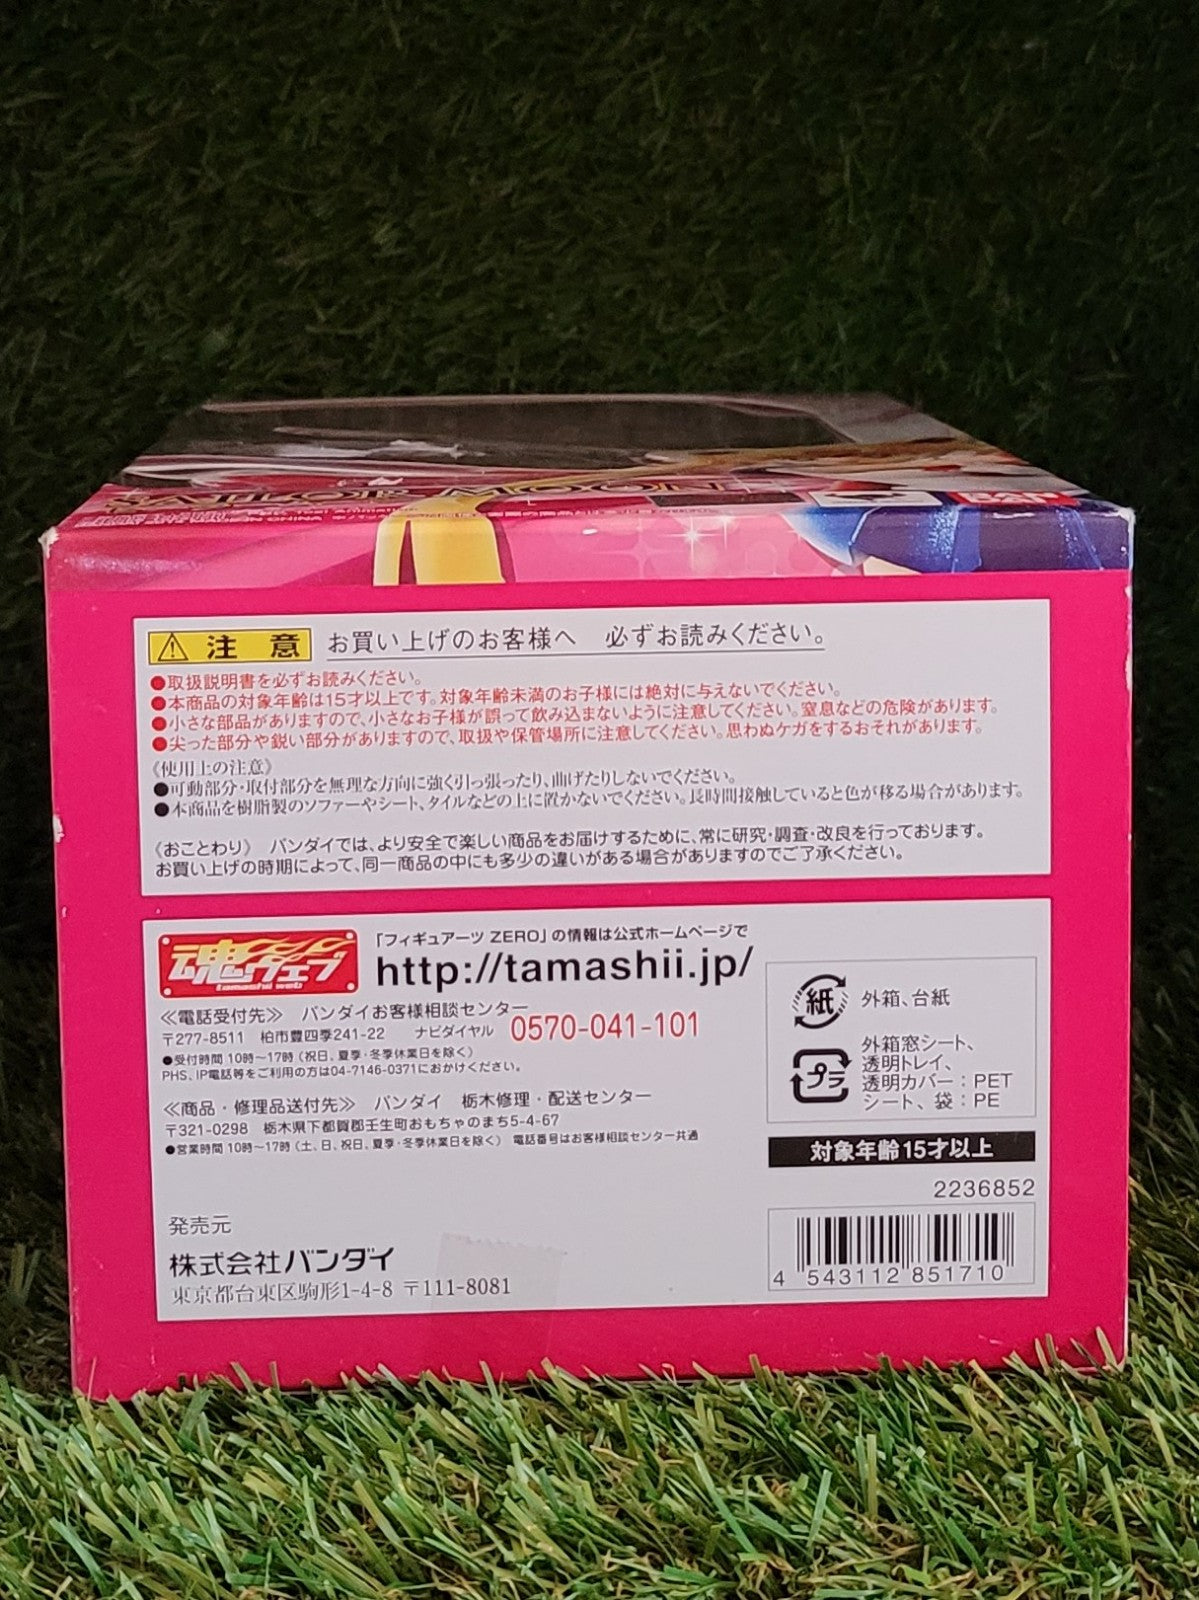 SAILOR MOON
注意 お買い上げのお客様へ 必ずお読みください。
●取扱説明書を必ずお読みください。
●本商品の対象年齢は15才以上です。対象年齢未満のお子様には絶対に与えないでください。
●小さな部品がありますので、小さなお子様が誤って飲み込まないように注意してください。窒息などの危険があります。
●尖った部分や鋭い部分がありますので、取扱や保管場所に注意してください。思わぬケガをするおそれがあります。
《使用上の注意》
●可動部分・取付部分を無理な方向に強く引っ張ったり、曲げたりしないでください。
●本商品を樹脂製のソファーやシート、タイルなどの上に置かないでください。長時間接触していると色が移る場合があります。
《おことわり》 バンダイでは、より安全で楽しい商品をお届けするために、常に研究・調査・改良を行っております。
お買い上げの時期によって、同一商品の中にも多少の違いがある場合がありますのでご了承ください。
魂ウェブ
tamashii web
「フィギュアーツ ZERO」の情報は公式ホームページで
http://tamashii.jp/
≪電話受付先≫ バンダイお客様相談センター
〒277-8511 柏市豊四季241-22 ナビダイヤル 0570-041-101
●受付時間 10時～17時（祝日、夏季・冬季休業日を除く）
PHS、IP電話等をご利用の方は04-7146-0371におかけください。
≪商品・修理品送付先≫ バンダイ 栃木修理・配送センター
〒321-0298 栃木県下都賀郡壬生町おもちゃのまち5-4-67
●営業時間 10時～17時（土、日、祝日、夏季・冬季休業日を除く） 電話番号はお客様相談センター共通
発売元
株式会社バンダイ
東京都台東区駒形1-4-8 〒111-8081
紙 外箱、台紙
プラ 外箱窓シート、
透明トレイ、
透明カバー：PET
シート、袋：PE
対象年齢15才以上
2236852
4 543112 851710